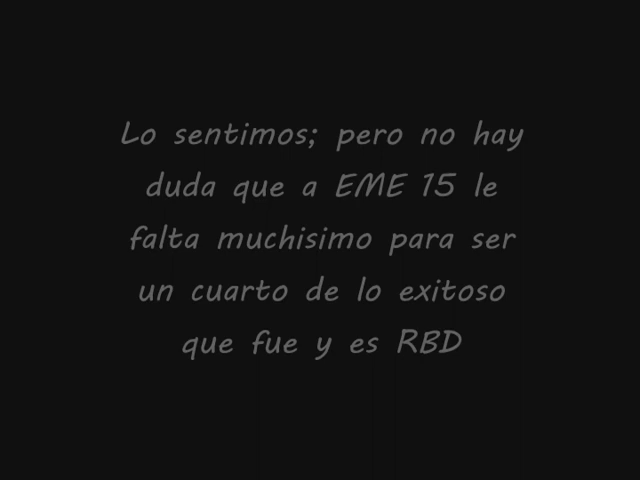 Lo sentimos; pero no hay
duda que a EME 15 le
falta muchisimo para ser
un cuarto de lo exitoso
que fue y es RBD